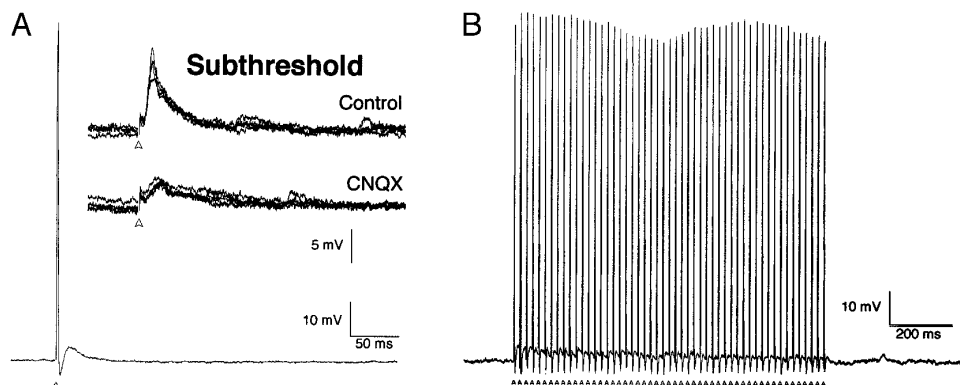 A
Subthreshold
Control
CNQX
5 mV
10 mV
50 ms
B
10 mV
200 ms